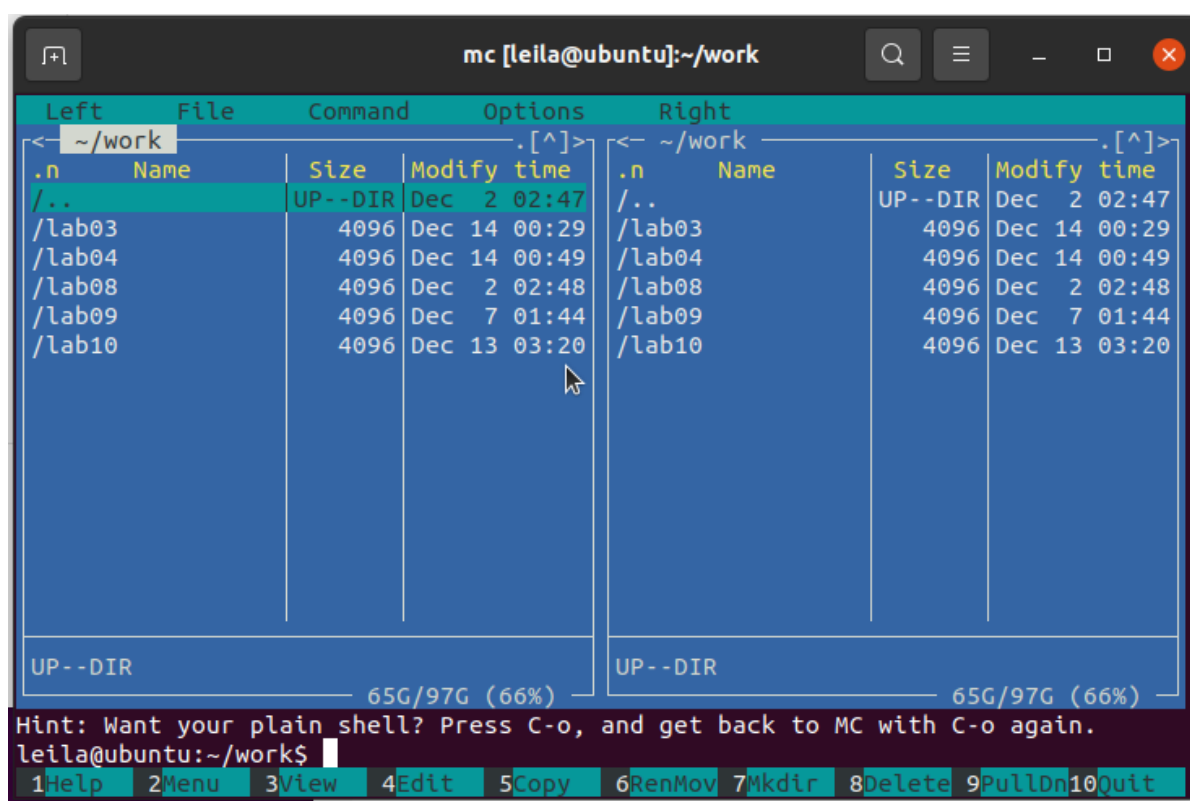 mc [leila@ubuntu]:~/work
Left File Command Options Right
<─ ~/work ─.[^]>┐ <─ ~/work ─.[^]>
.n Name Size Modify time .n Name Size Modify time
/.. UP--DIR Dec 2 02:47 /.. UP--DIR Dec 2 02:47
/lab03 4096 Dec 14 00:29 /lab03 4096 Dec 14 00:29
/lab04 4096 Dec 14 00:49 /lab04 4096 Dec 14 00:49
/lab08 4096 Dec 2 02:48 /lab08 4096 Dec 2 02:48
/lab09 4096 Dec 7 01:44 /lab09 4096 Dec 7 01:44
/lab10 4096 Dec 13 03:20 /lab10 4096 Dec 13 03:20
UP--DIR UP--DIR
65G/97G (66%) 65G/97G (66%)
Hint: Want your plain shell? Press C-o, and get back to MC with C-o again.
leila@ubuntu:~/work$
1Help 2Menu 3View 4Edit 5Copy 6RenMov 7Mkdir 8Delete 9PullDn 10Quit